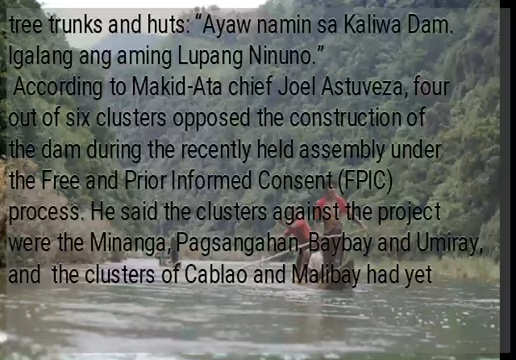 tree trunks and huts: “Ayaw namin sa Kaliwa Dam.
Igalang ang aming Lupang Ninuno.”
According to Makid-Ata chief Joel Astuveza, four
out of six clusters opposed the construction of
the dam during the recently held assembly under
the Free and Prior Informed Consent (FPIC)
process. He said the clusters against the project
were the Minanga, Pagsangahan, Baybay and Umiray,
and the clusters of Cablao and Malibay had yet